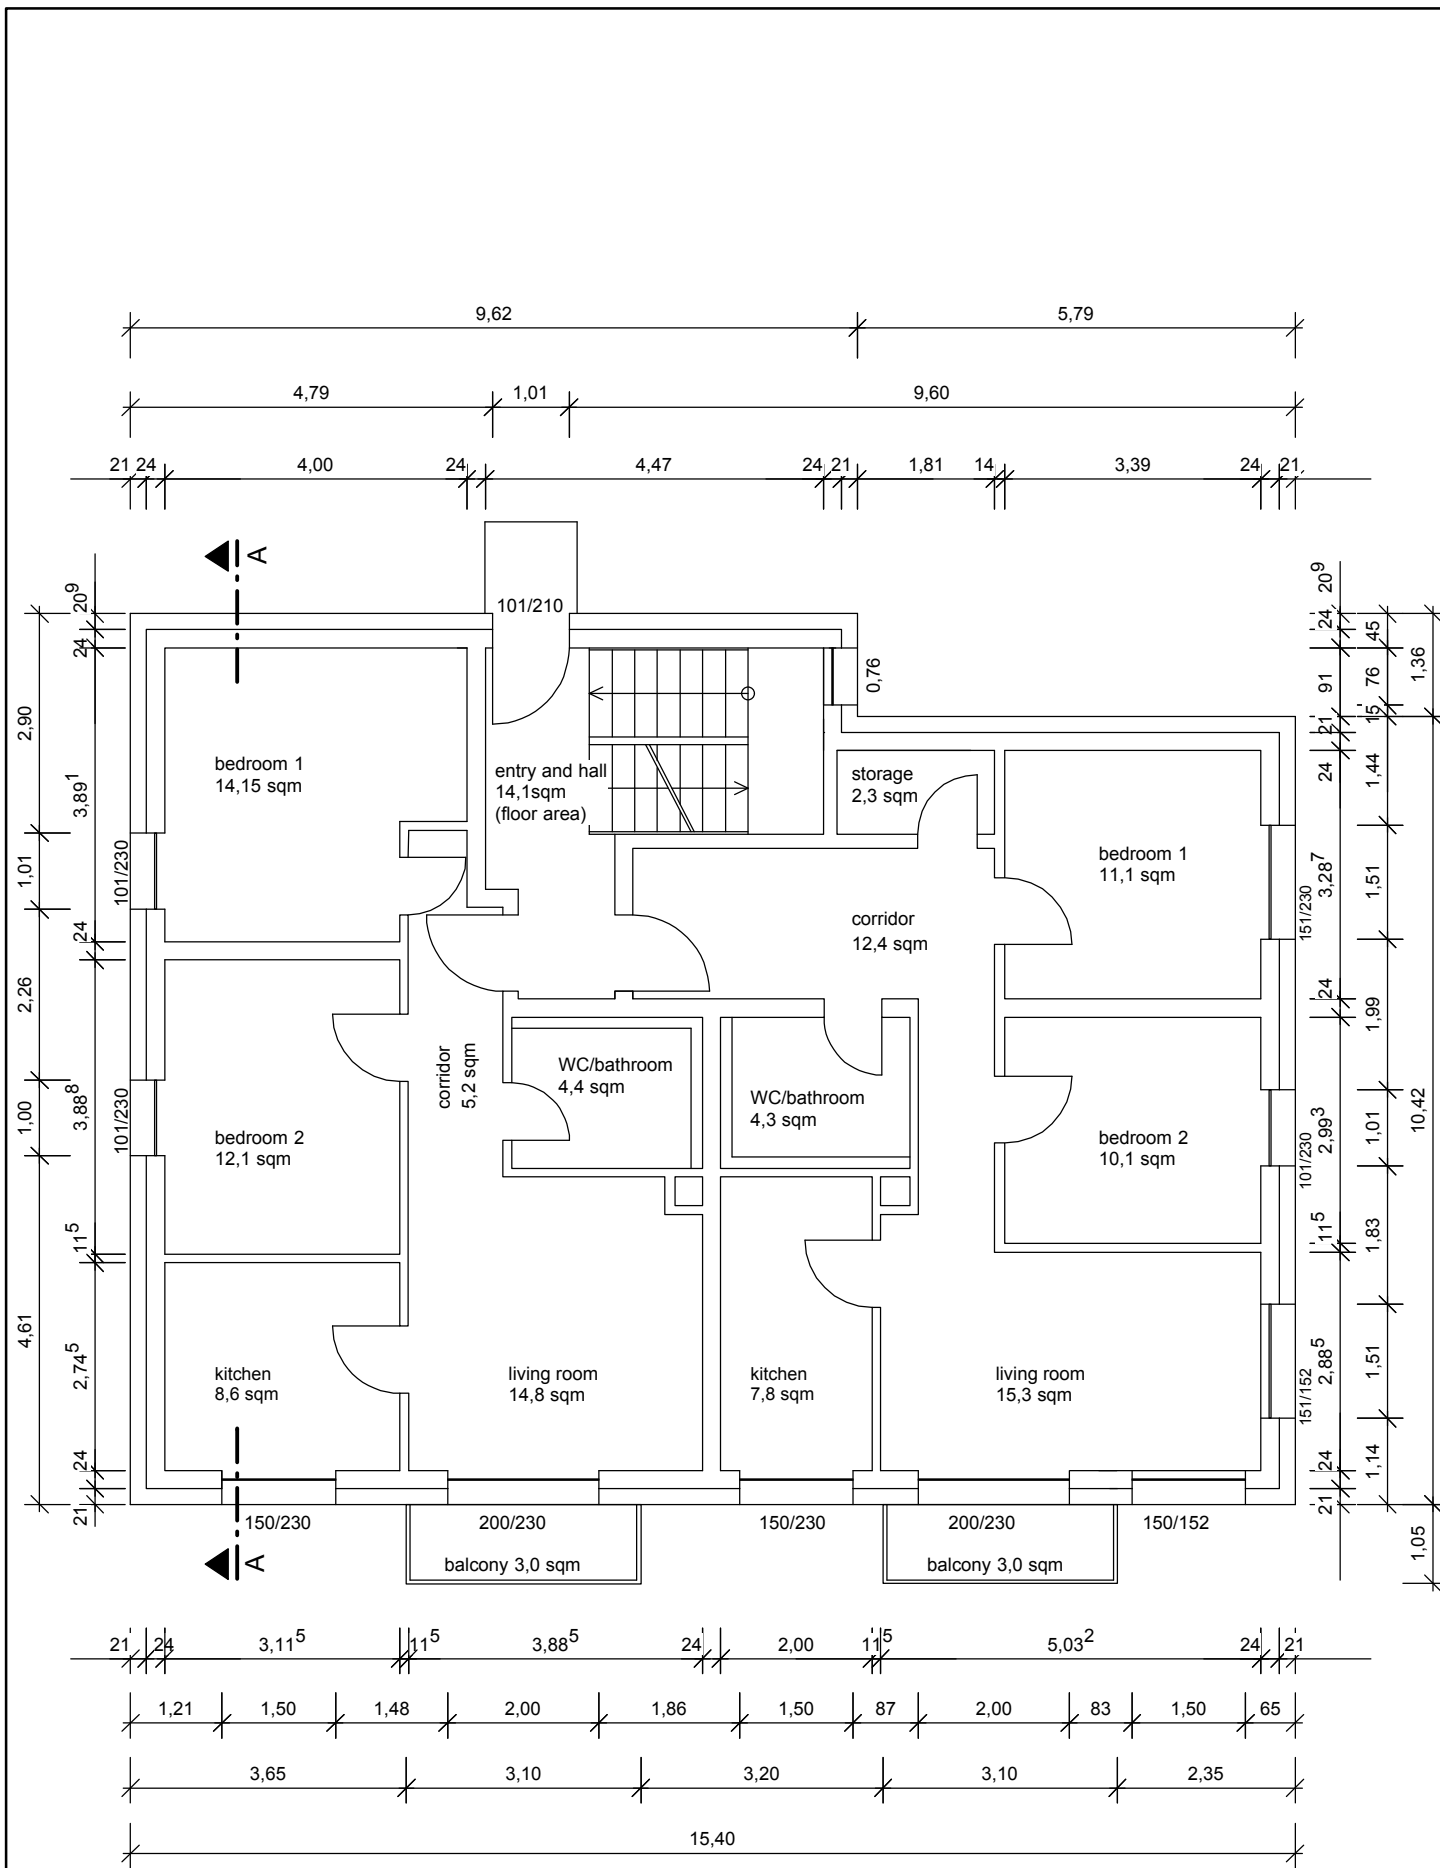 9,62 5,79
4,79 1,01 9,60
21 24 4,00 24 4,47 24 21 1,81 14 3,39 24 21
A
101/210
0,76
20⁹
24
3,89¹
24
3,88⁸
11⁵
2,74⁵
24
21
2,90
1,01
2,26
1,00
4,61
101/230
101/230
bedroom 1
14,15 sqm
entry and hall
14,1sqm
(floor area)
storage
2,3 sqm
bedroom 1
11,1 sqm
corridor
12,4 sqm
corridor
5,2 sqm
WC/bathroom
4,4 sqm
WC/bathroom
4,3 sqm
bedroom 2
12,1 sqm
bedroom 2
10,1 sqm
kitchen
8,6 sqm
living room
14,8 sqm
kitchen
7,8 sqm
living room
15,3 sqm
151/230
101/230
151/152
20⁹
24
91
21
24
3,28⁷
24
2,99³
11⁵
2,88⁵
24
21
45
76
15
1,44
1,51
1,99
1,01
1,83
1,51
1,14
1,36
10,42
1,05
150/230 200/230 150/230 200/230 150/152
A
balcony 3,0 sqm balcony 3,0 sqm
21 24 3,11⁵ 11⁵ 3,88⁵ 24 2,00 11⁵ 5,03² 24 21
1,21 1,50 1,48 2,00 1,86 1,50 87 2,00 83 1,50 65
3,65 3,10 3,20 3,10 2,35
15,40